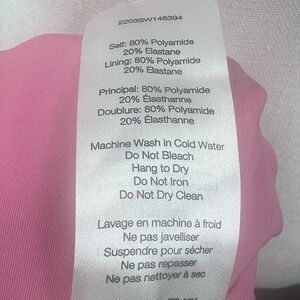 2203SW146394
Self: 80% Polyamide
20% Elastane
Lining: 80% Polyamide
20% Elastane
Principal: 80% Polyamide
20% Élasthanne
Doublure: 80% Polyamide
20% Élasthanne
Machine Wash in Cold Water
Do Not Bleach
Hang to Dry
Do Not Iron
Do Not Dry Clean
Lavage en machine à froid
Ne pas javelliser
Suspendre pour sécher
Ne pas repasser
Ne pas nettoyer à sec